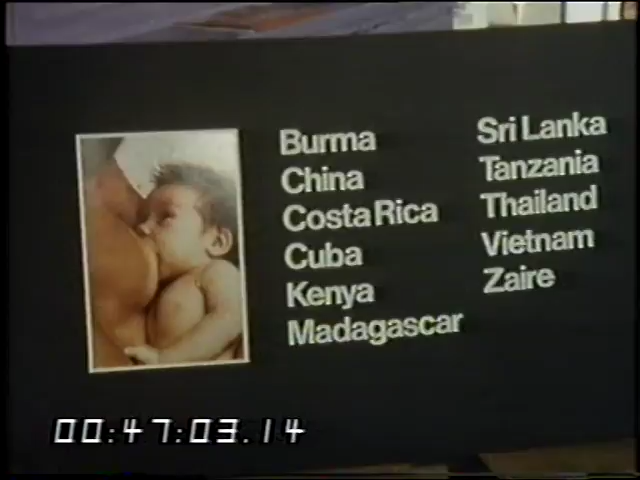 Burma
China
Costa Rica
Cuba
Kenya
Madagascar
Sri Lanka
Tanzania
Thailand
Vietnam
Zaire
00:47:03.14